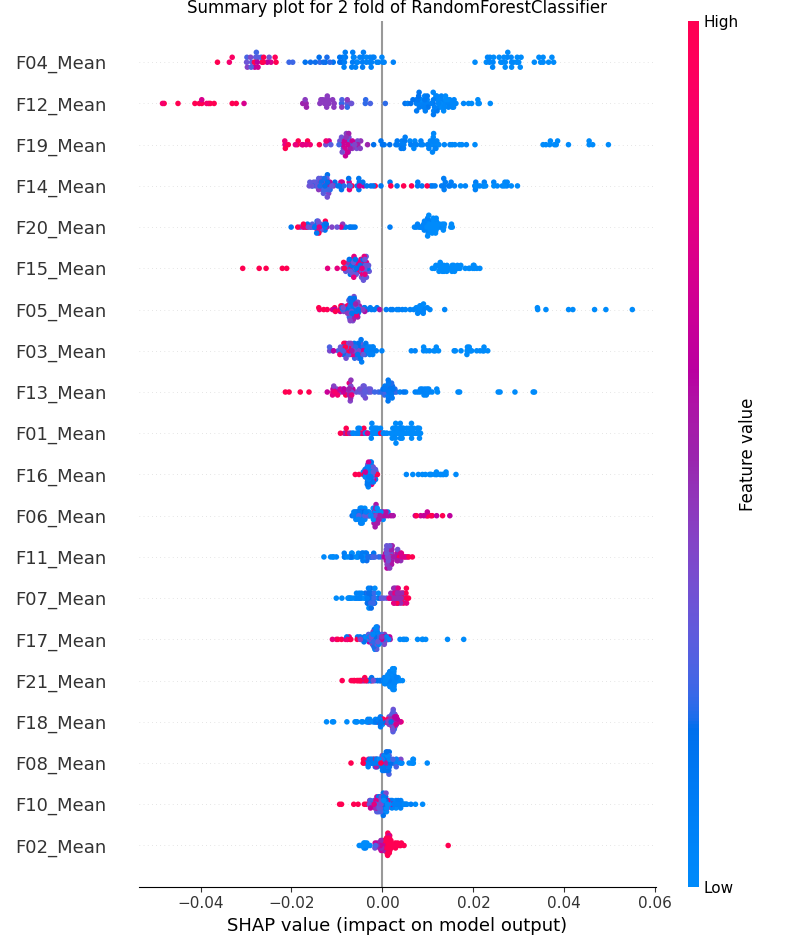 Summary plot for 2 fold of RandomForestClassifier
High
F04_Mean
F12_Mean
F19_Mean
F14_Mean
F20_Mean
F15_Mean
F05_Mean
F03_Mean
F13_Mean
F01_Mean
F16_Mean
F06_Mean
F11_Mean
F07_Mean
F17_Mean
F21_Mean
F18_Mean
F08_Mean
F10_Mean
F02_Mean
Feature value
Low
−0.04 −0.02 0.00 0.02 0.04 0.06
SHAP value (impact on model output)